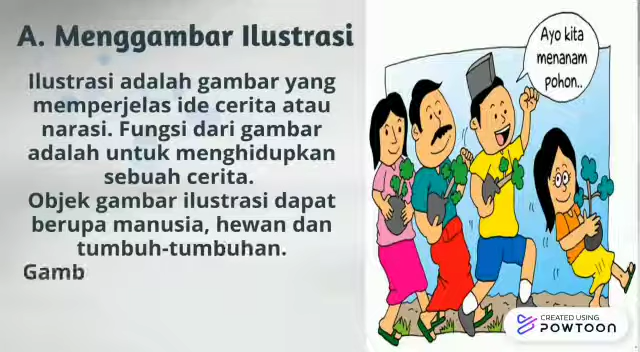 A. Menggambar Ilustrasi
Ilustrasi adalah gambar yang
memperjelas ide cerita atau
narasi. Fungsi dari gambar
adalah untuk menghidupkan
sebuah cerita.
Objek gambar ilustrasi dapat
berupa manusia, hewan dan
tumbuh-tumbuhan.
Gamb
Ayo kita
menanam
pohon..
CREATED USING
POWTOON